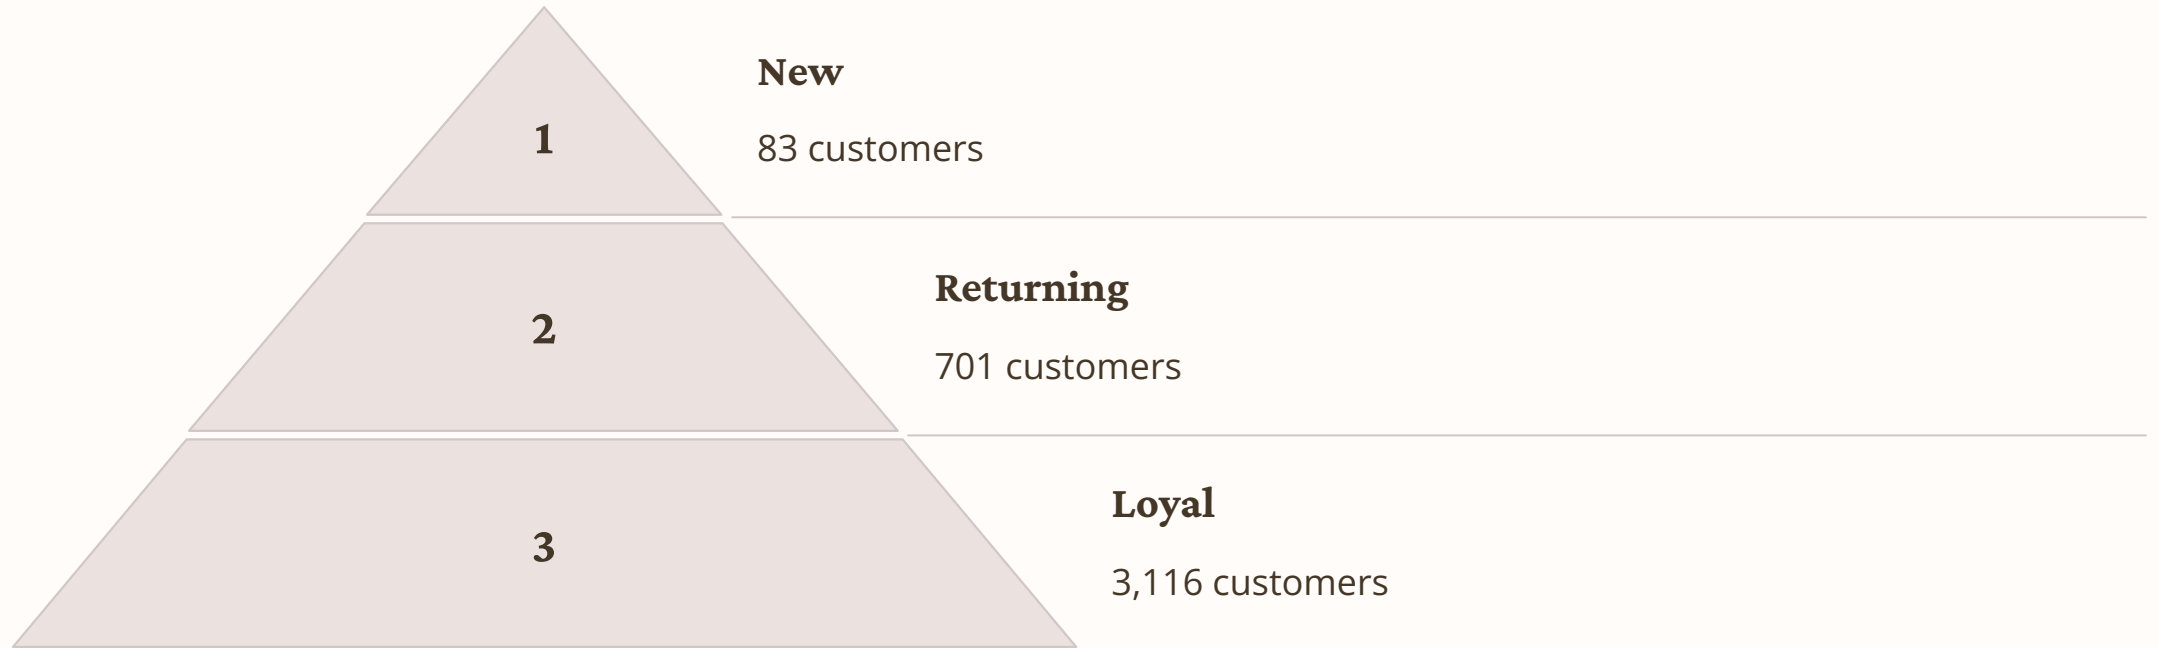 New
1
83 customers
Returning
2
701 customers
Loyal
3
3,116 customers